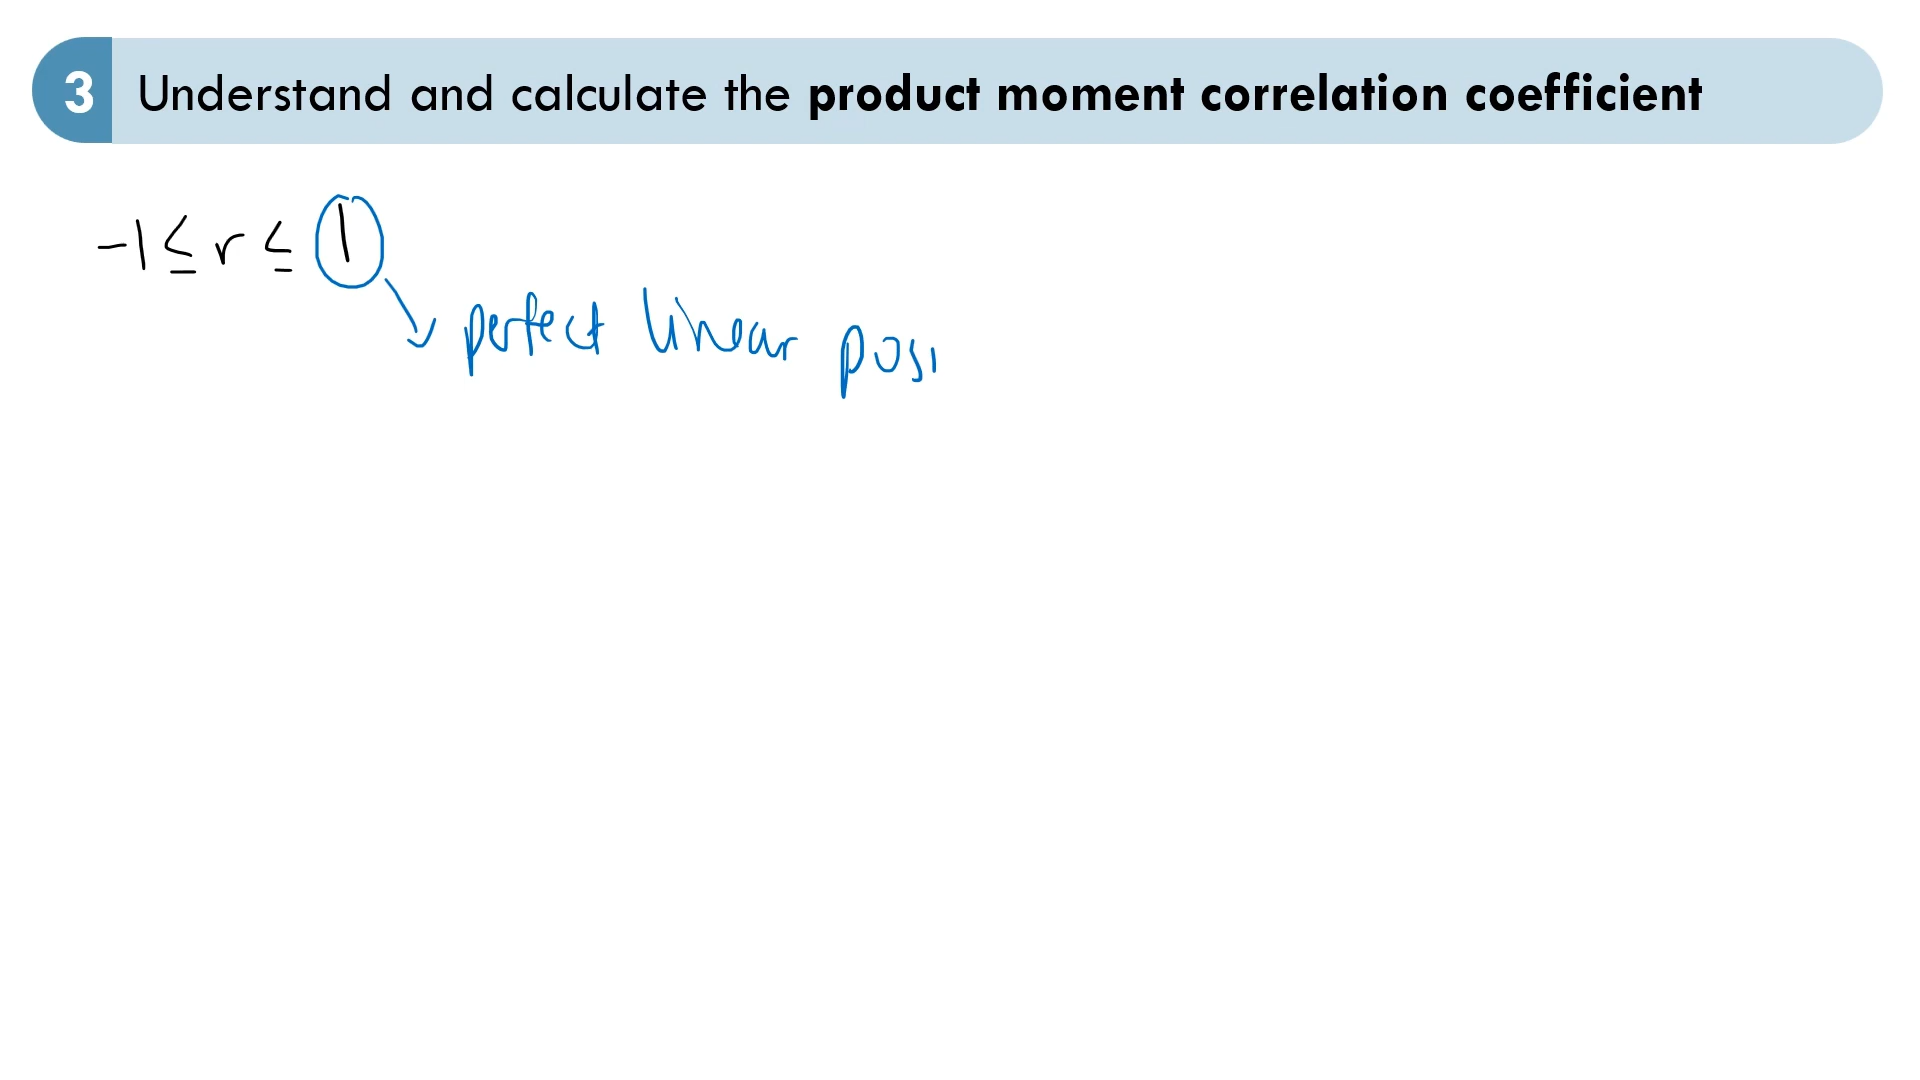 3 Understand and calculate the product moment correlation coefficient
-1 ≤ r ≤ 1
perfect linear posi